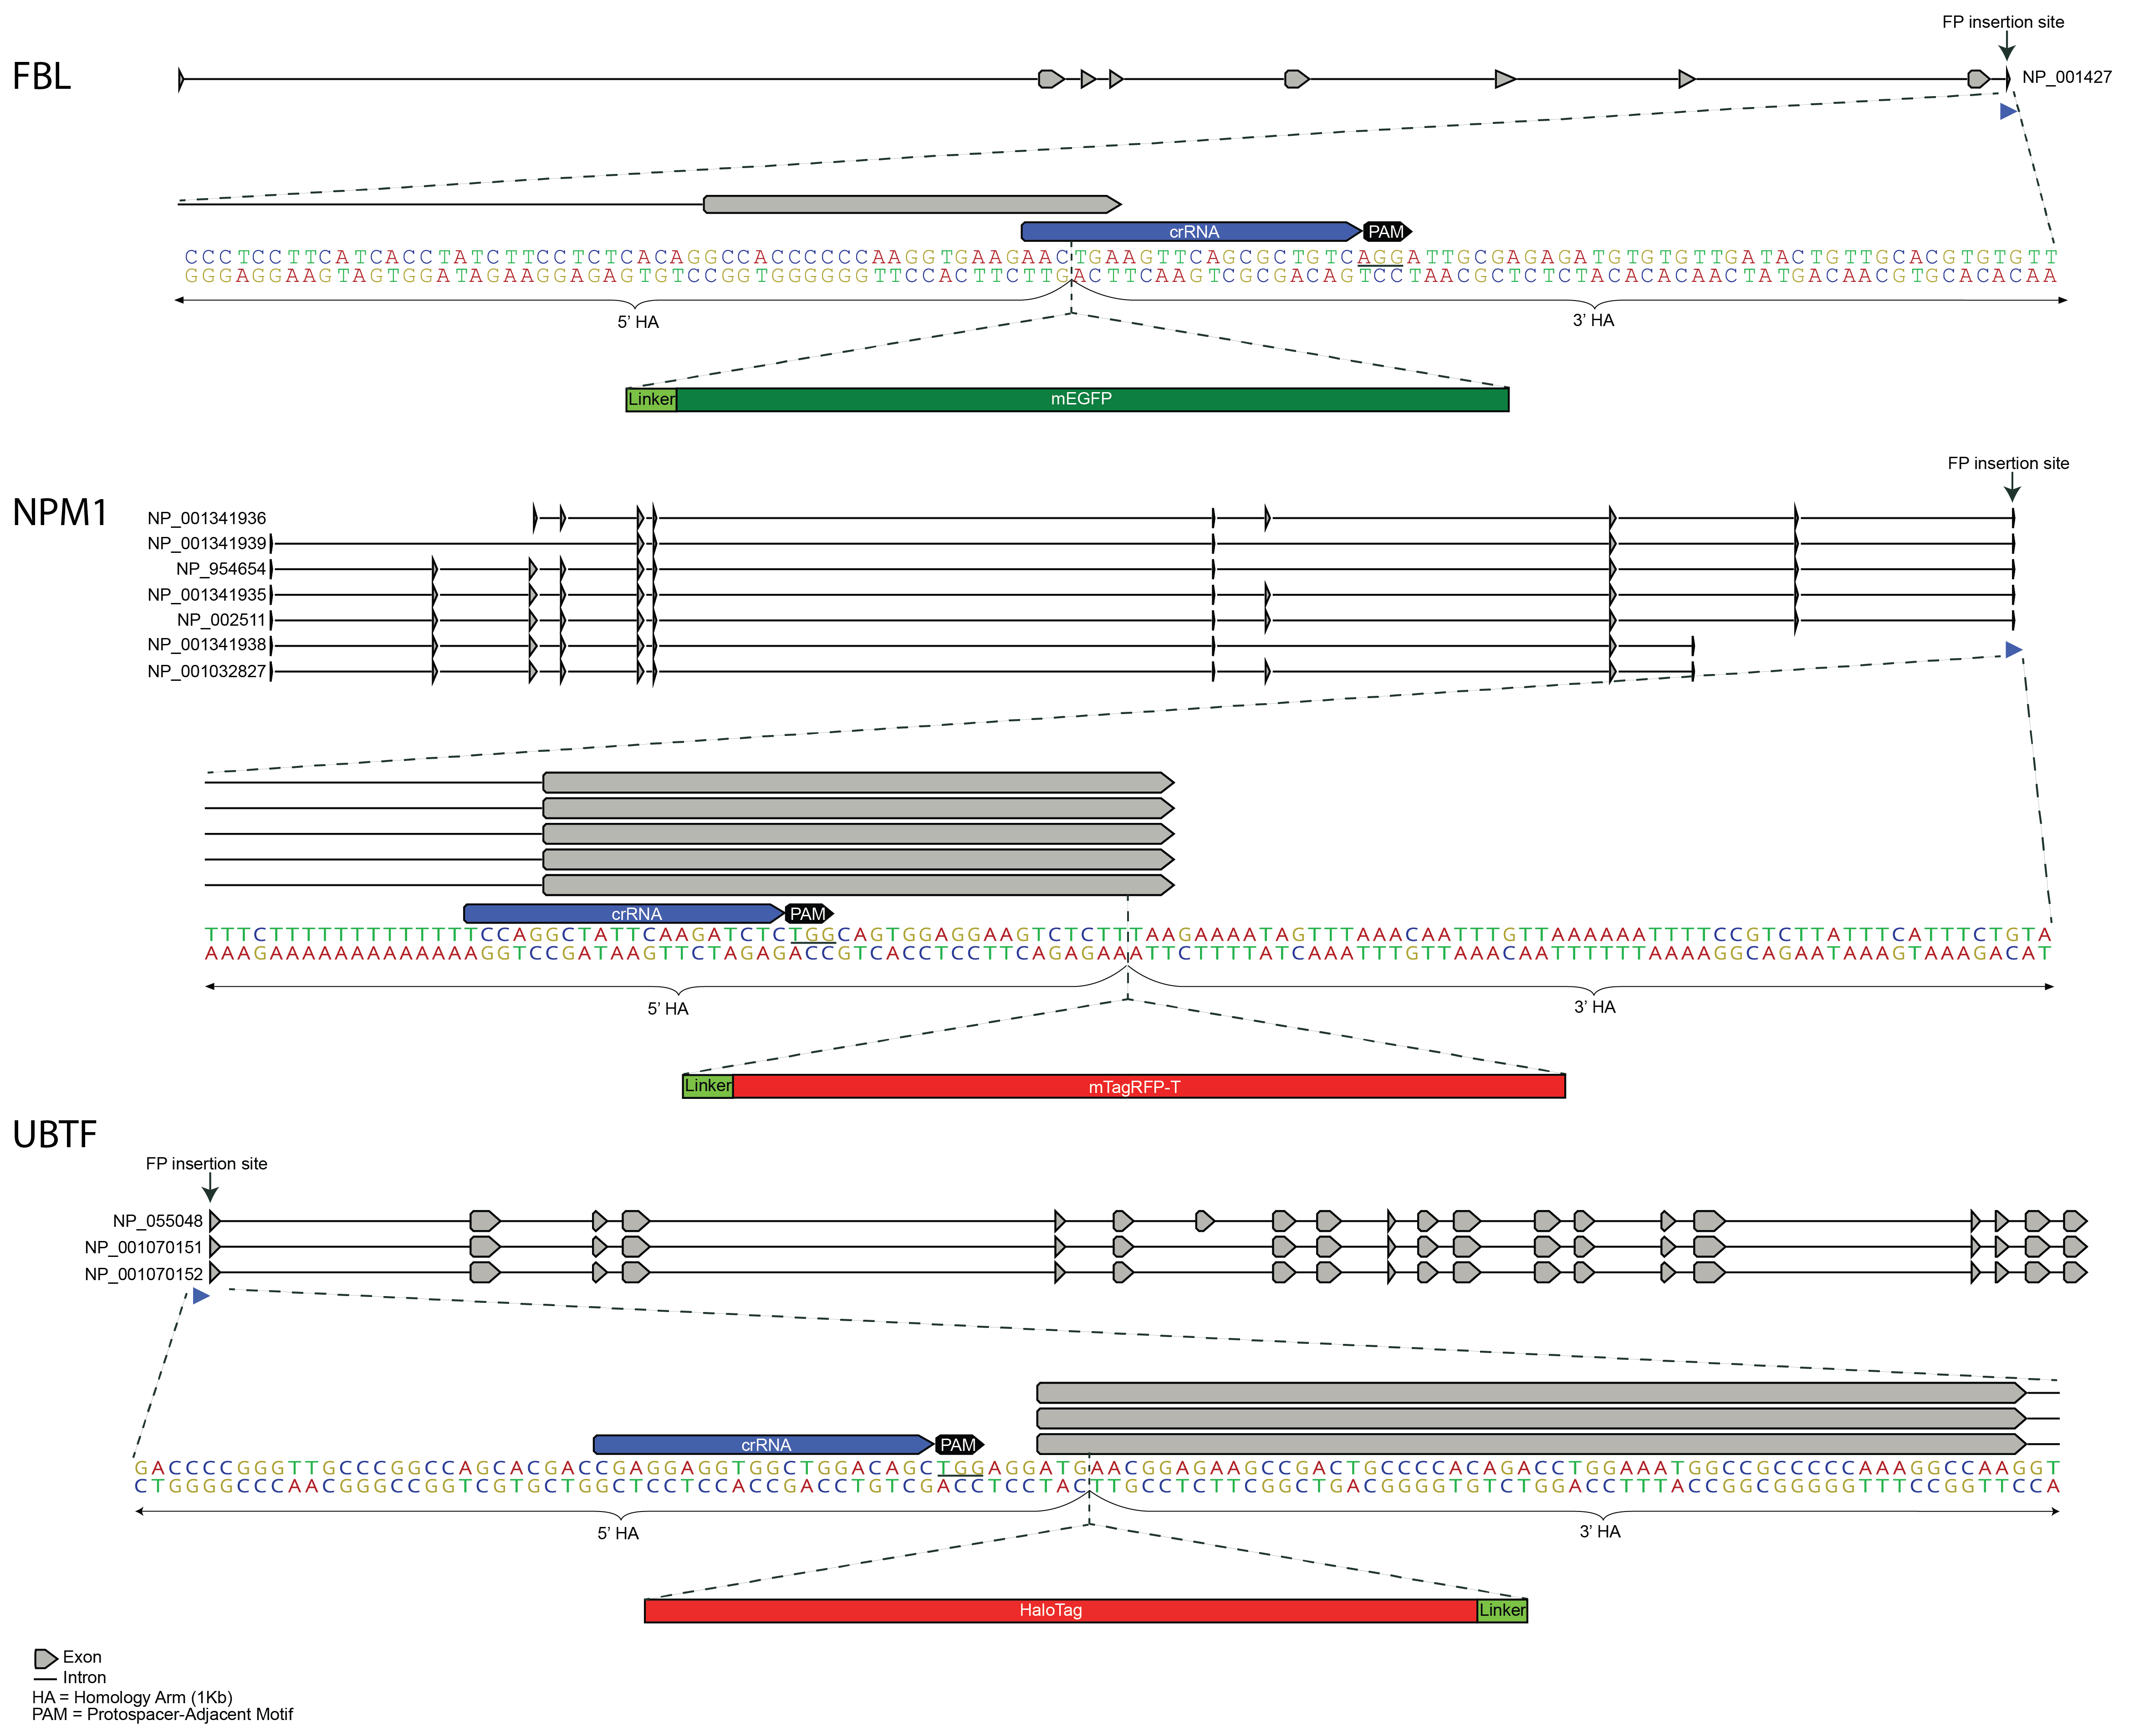 FP insertion site
FBL
NP_001427
crRNA PAM
CCCTCCTTCATCACCTATCTTCCTCTCACAGGCCACCCCCCAAGGTGAAGAACTGAAGTTCAGCGCTGTCAGGATTGCGAGAGATGTGTGTTGATACTGTTGCACGTGTGTT
GGGAGGAAGTAGTGGATAGAAGGAGAGTGTCCGGTGGGGGGTTCCACTTCTTGACTTCAAGTCGCGACAGTCCTAACGCTCTCTACACACAACTATGACAACGTGCACACAA
5’ HA 3’ HA
Linker mEGFP
FP insertion site
NPM1
NP_001341936
NP_001341939
NP_954654
NP_001341935
NP_002511
NP_001341938
NP_001032827
crRNA PAM
TTTCTTTTTTTTTTTTTCCAGGCTATTCAAGATCTCTGGCAGTGGAGGAAGTCTCTTTAAGAAAATAGTTTAAACAATTTGTTAAAAAATTTTCCGTCTTATTTCATTTCTGTA
AAAGAAAAAAAAAAAAAGGTCCGATAAGTTCTAGAGACCGTCACCTCCTTCAGAGAAATTCTTTTATCAAATTTGTTAAACAATTTTTTAAAAGGCAGAATAAAGTAAAGACAT
5’ HA 3’ HA
Linker mTagRFP-T
UBTF
FP insertion site
NP_055048
NP_001070151
NP_001070152
crRNA PAM
GACCCCGGGTTGCCCGGCCAGCACGACCGAGGAGGTGGCTGGACAGCTGGAGGATGAACGGAGAAGCCGACTGCCCCACAGACCTGGAAATGGCCGCCCCCAAAGGCCAAGGT
CTGGGGCCCAACGGGCCGGTCGTGCTGGCTCCTCCACCGACCTGTCGACCTCCTACTTGCCTCTTCGGCTGACGGGGTGTCTGGACCTTTACCGGCGGGGGTTTCCGGTTCCA
5’ HA 3’ HA
HaloTag Linker
Exon
Intron
HA = Homology Arm (1Kb)
PAM = Protospacer-Adjacent Motif